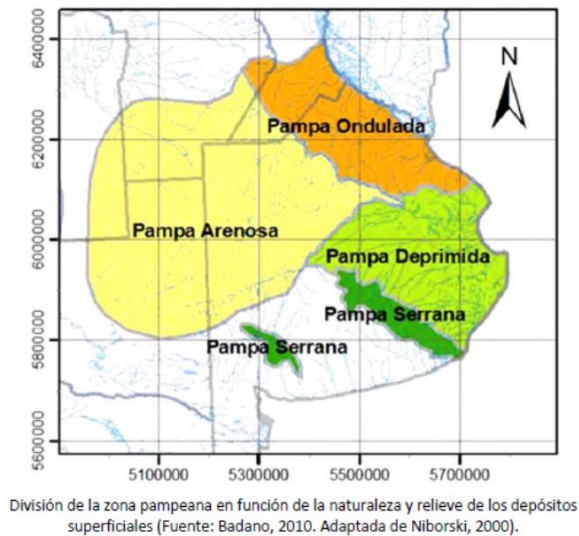 N
6400000
6200000
6000000
5800000
5600000
Pampa Ondulada
Pampa Arenosa
Pampa Deprimida
Pampa Serrana
Pampa Serrana
5100000 5300000 5500000 5700000
División de la zona pampeana en función de la naturaleza y relieve de los depósitos
superficiales (Fuente: Badano, 2010. Adaptada de Niborski, 2000).